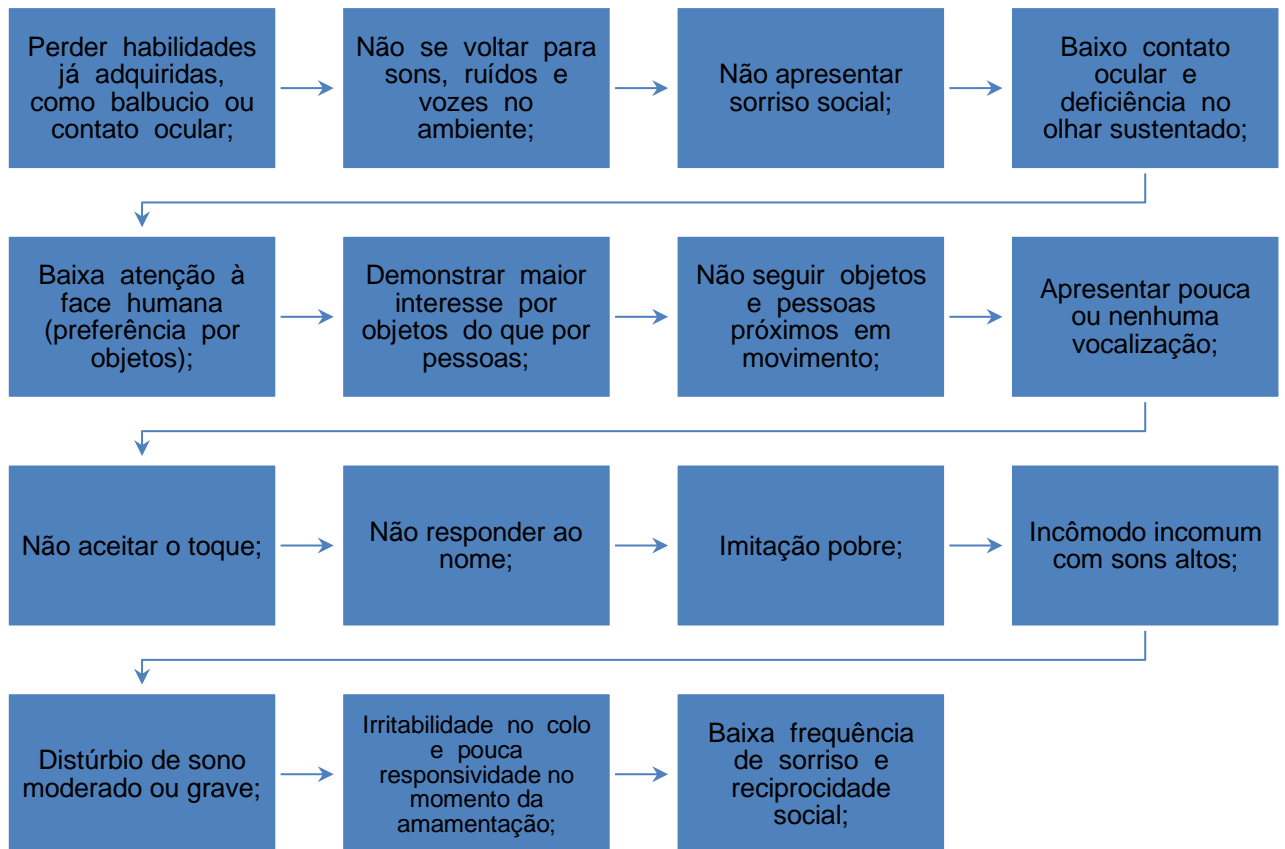 Perder habilidades
já adquiridas,
como balbucio ou
contato ocular;
Não se voltar para
sons, ruídos e
vozes no
ambiente;
Não apresentar
sorriso social;
Baixo contato
ocular e
deficiência no
olhar sustentado;
Baixa atenção à
face humana
(preferência por
objetos);
Demonstrar maior
interesse por
objetos do que por
pessoas;
Não seguir objetos
e pessoas
próximos em
movimento;
Apresentar pouca
ou nenhuma
vocalização;
Não aceitar o toque;
Não responder ao
nome;
Imitação pobre;
Incômodo incomum
com sons altos;
Distúrbio de sono
moderado ou grave;
Irritabilidade no colo
e pouca
responsividade no
momento da
amamentação;
Baixa frequência
de sorriso e
reciprocidade
social;